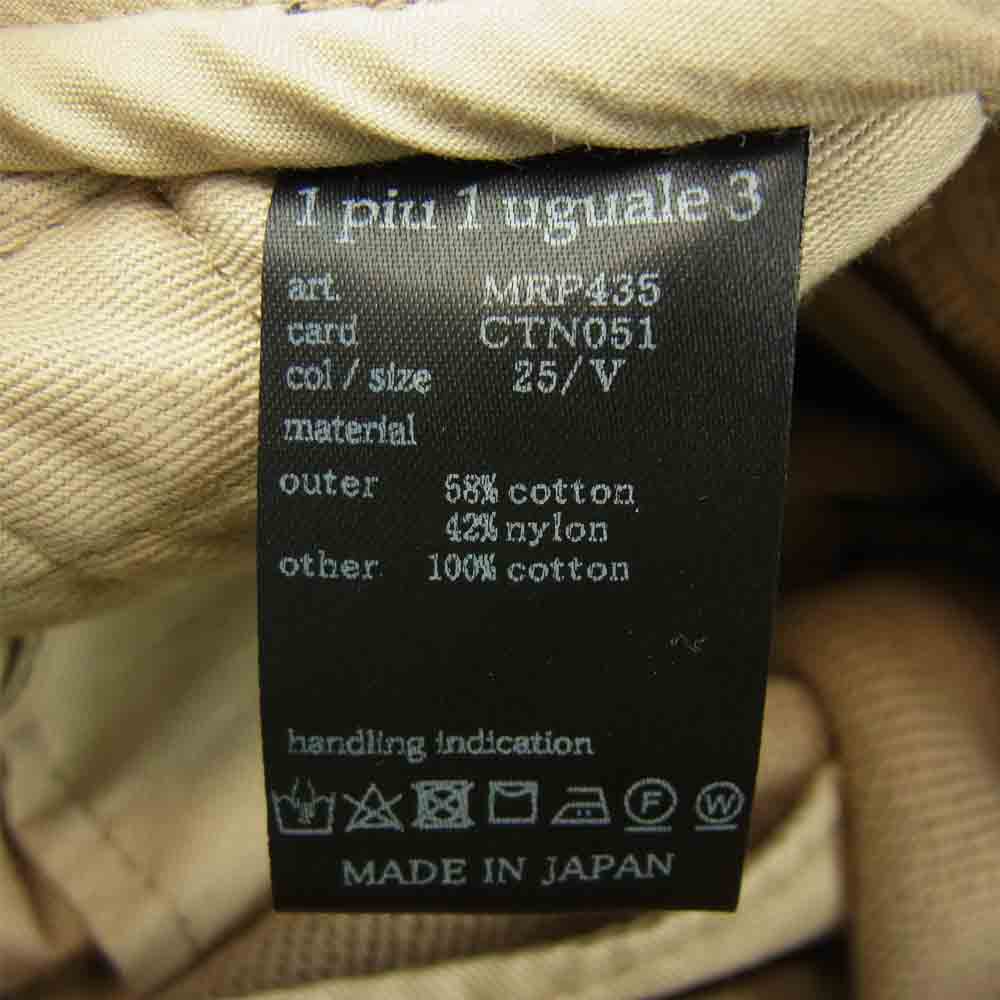 1 piu 1 uguale 3
art. MRP435
card CTN051
col / size 25/V
material
outer 58% cotton
42% nylon
other 100% cotton
handling indication
F W
MADE IN JAPAN